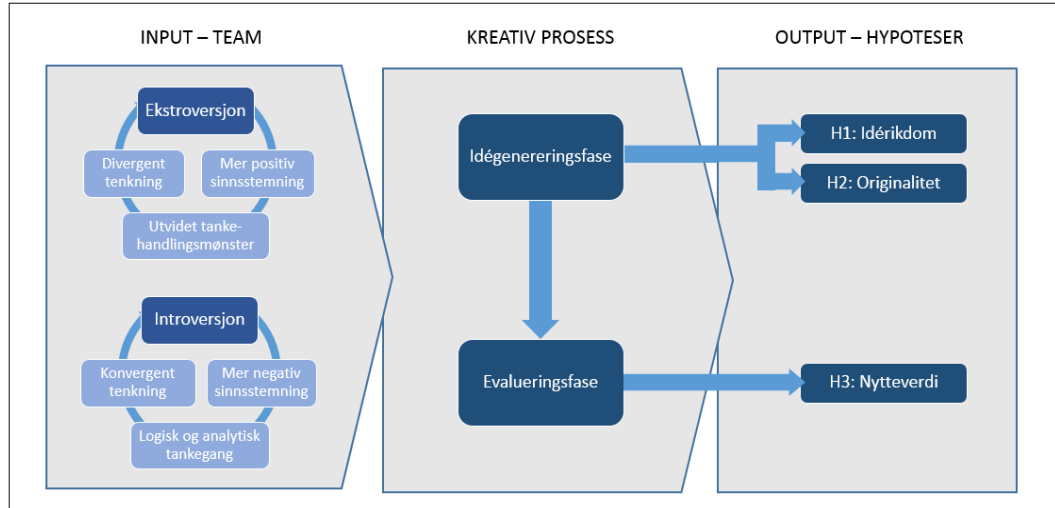 INPUT – TEAM
Ekstroversjon
Divergent
tenkning
Mer positiv
sinnsstemning
Utvidet tanke-
handlingsmønster
Introversjon
Konvergent
tenkning
Mer negativ
sinnsstemning
Logisk og analytisk
tankegang
KREATIV PROSESS
Idégenereringsfase
Evalueringsfase
OUTPUT – HYPOTESER
H1: Idérikdom
H2: Originalitet
H3: Nytteverdi